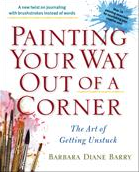 A new twist on journaling
with brushstrokes instead of words
PAINTING
YOUR WAY
OUT OF A
CORNER
The Art of
Getting Unstuck
BARBARA DIANE BARRY